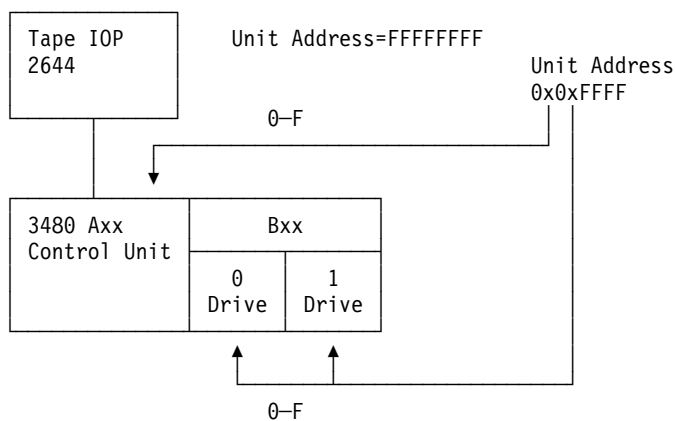 Tape IOP
2644
Unit Address=FFFFFFFF
Unit Address
0x0xFFFF
0—F
3480 Axx
Control Unit
Bxx
0
Drive
1
Drive
0—F